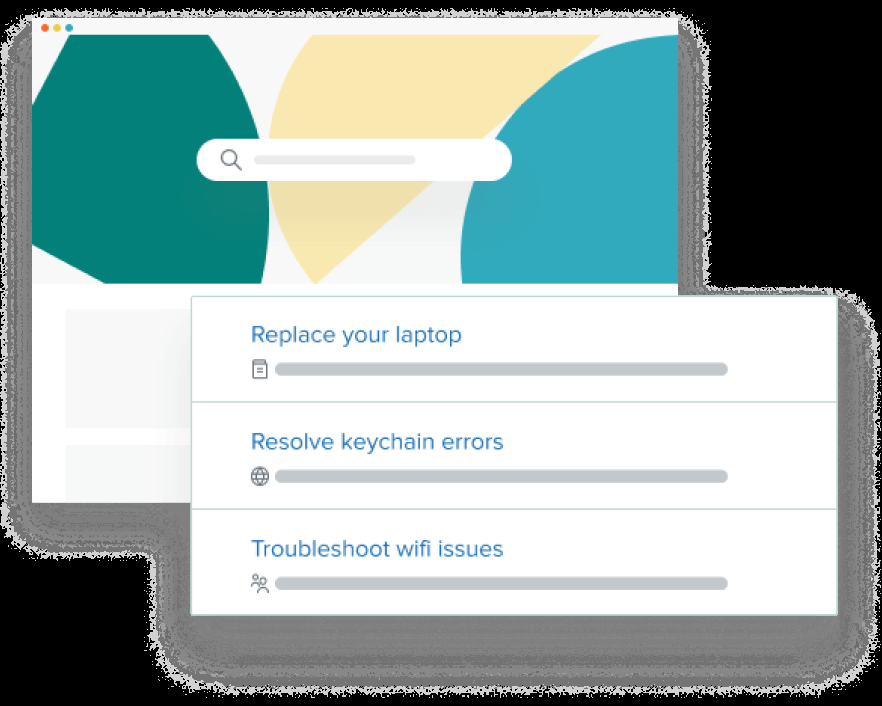 Replace your laptop
Resolve keychain errors
Troubleshoot wifi issues